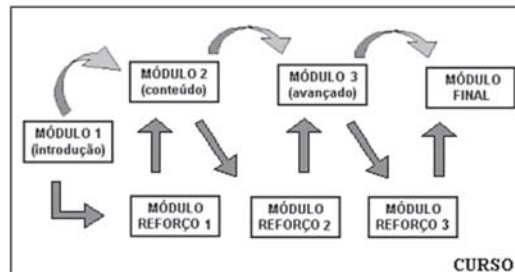 MÓDULO 2
(conteúdo)
MÓDULO 3
(avançado)
MÓDULO
FINAL
MÓDULO 1
(introdução)
MÓDULO
REFORÇO 1
MÓDULO
REFORÇO 2
MÓDULO
REFORÇO 3
CURSO